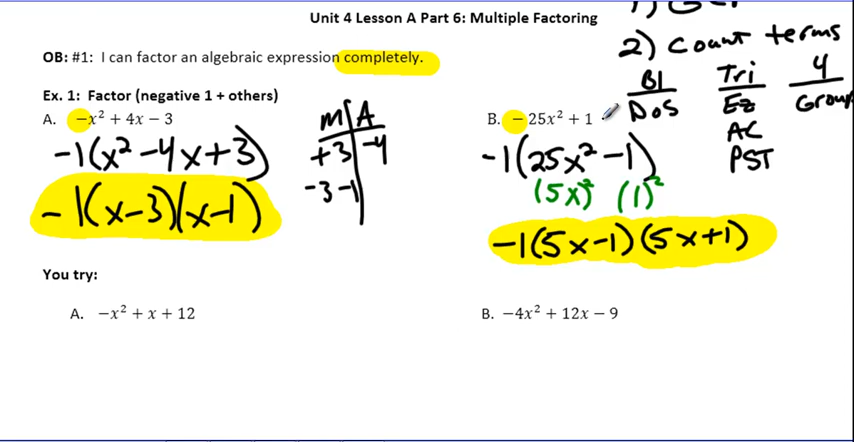 Unit 4 Lesson A Part 6: Multiple Factoring
2) Count terms
Bi Tri 4
DoS EZ Group
AC
PST
OB: #1: I can factor an algebraic expression completely.
Ex. 1: Factor (negative 1 + others)
A. −x² + 4x − 3
-1(x² -4x+3)
-1(x-3)(x-1)
M A
+3 -4
-3 -1
B. −25x² + 1
-1(25x² -1)
(5x)² (1)²
-1(5x-1)(5x+1)
You try:
A. −x² + x + 12
B. −4x² + 12x − 9